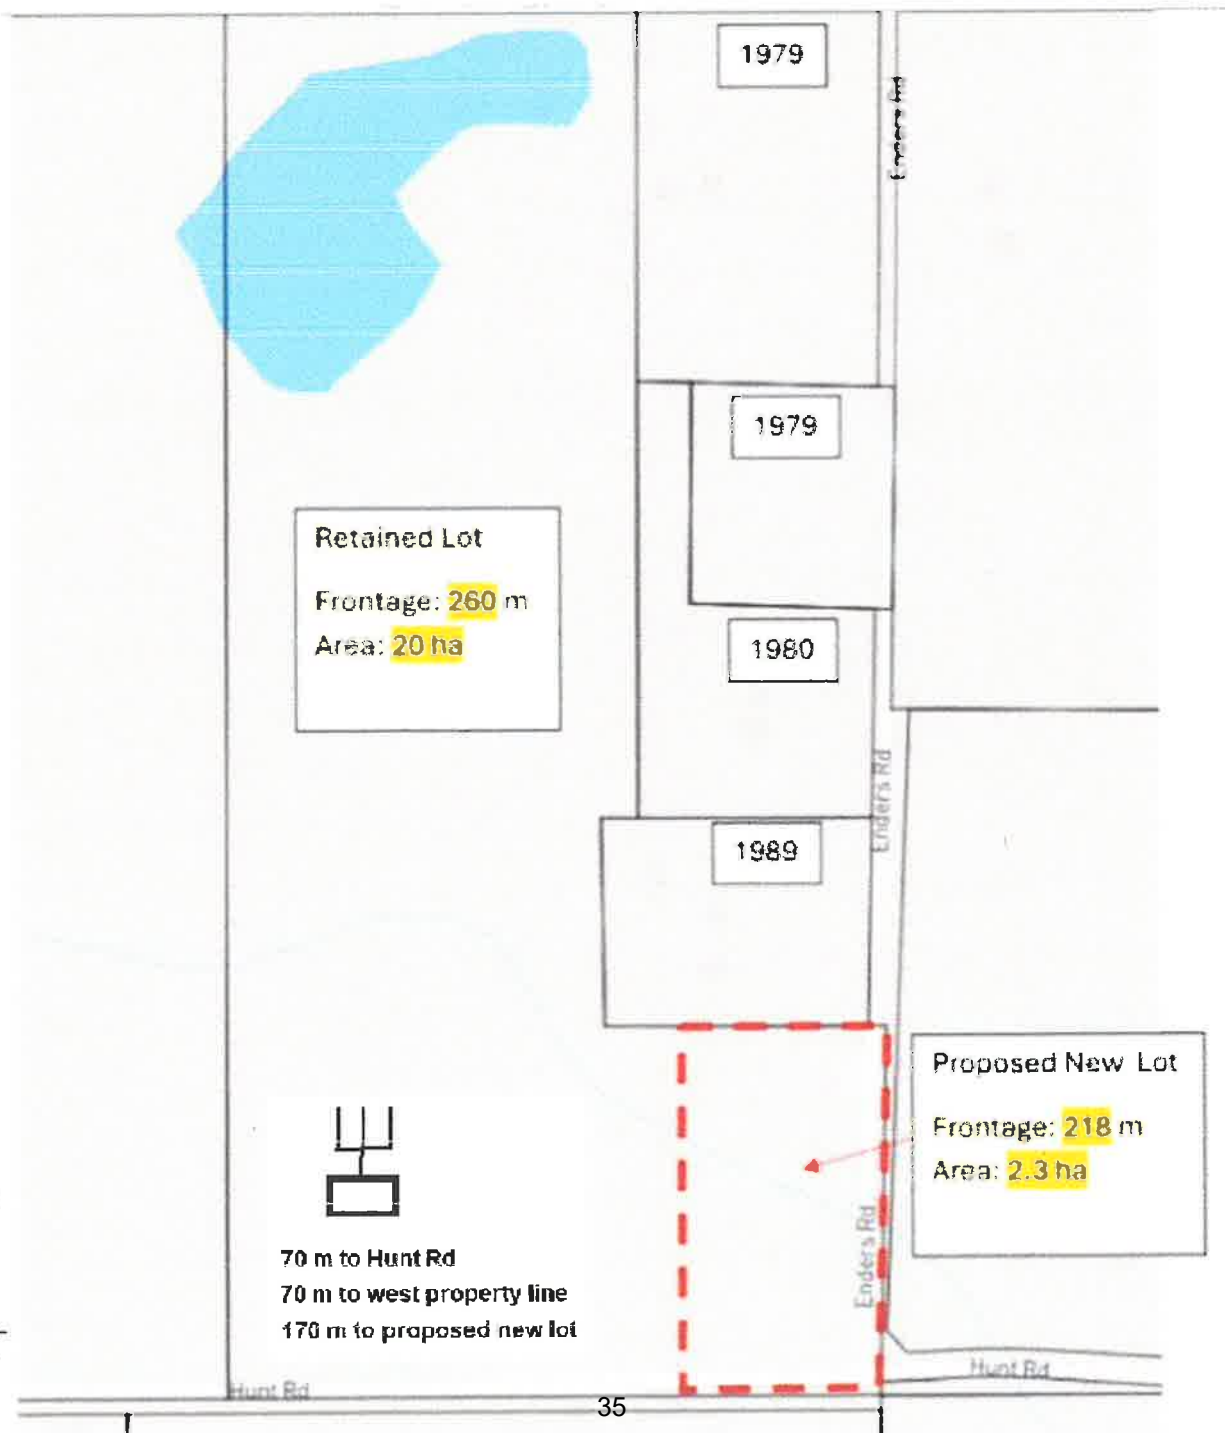 1979
1979
Retained Lot
Frontage: 260 m
Area: 20 ha
1980
Enders Rd
1989
Proposed New Lot
Frontage: 218 m
Area: 2.3 ha
Enders Rd
70 m to Hunt Rd
70 m to west property line
170 m to proposed new lot
Hunt Rd
Hunt Rd
35